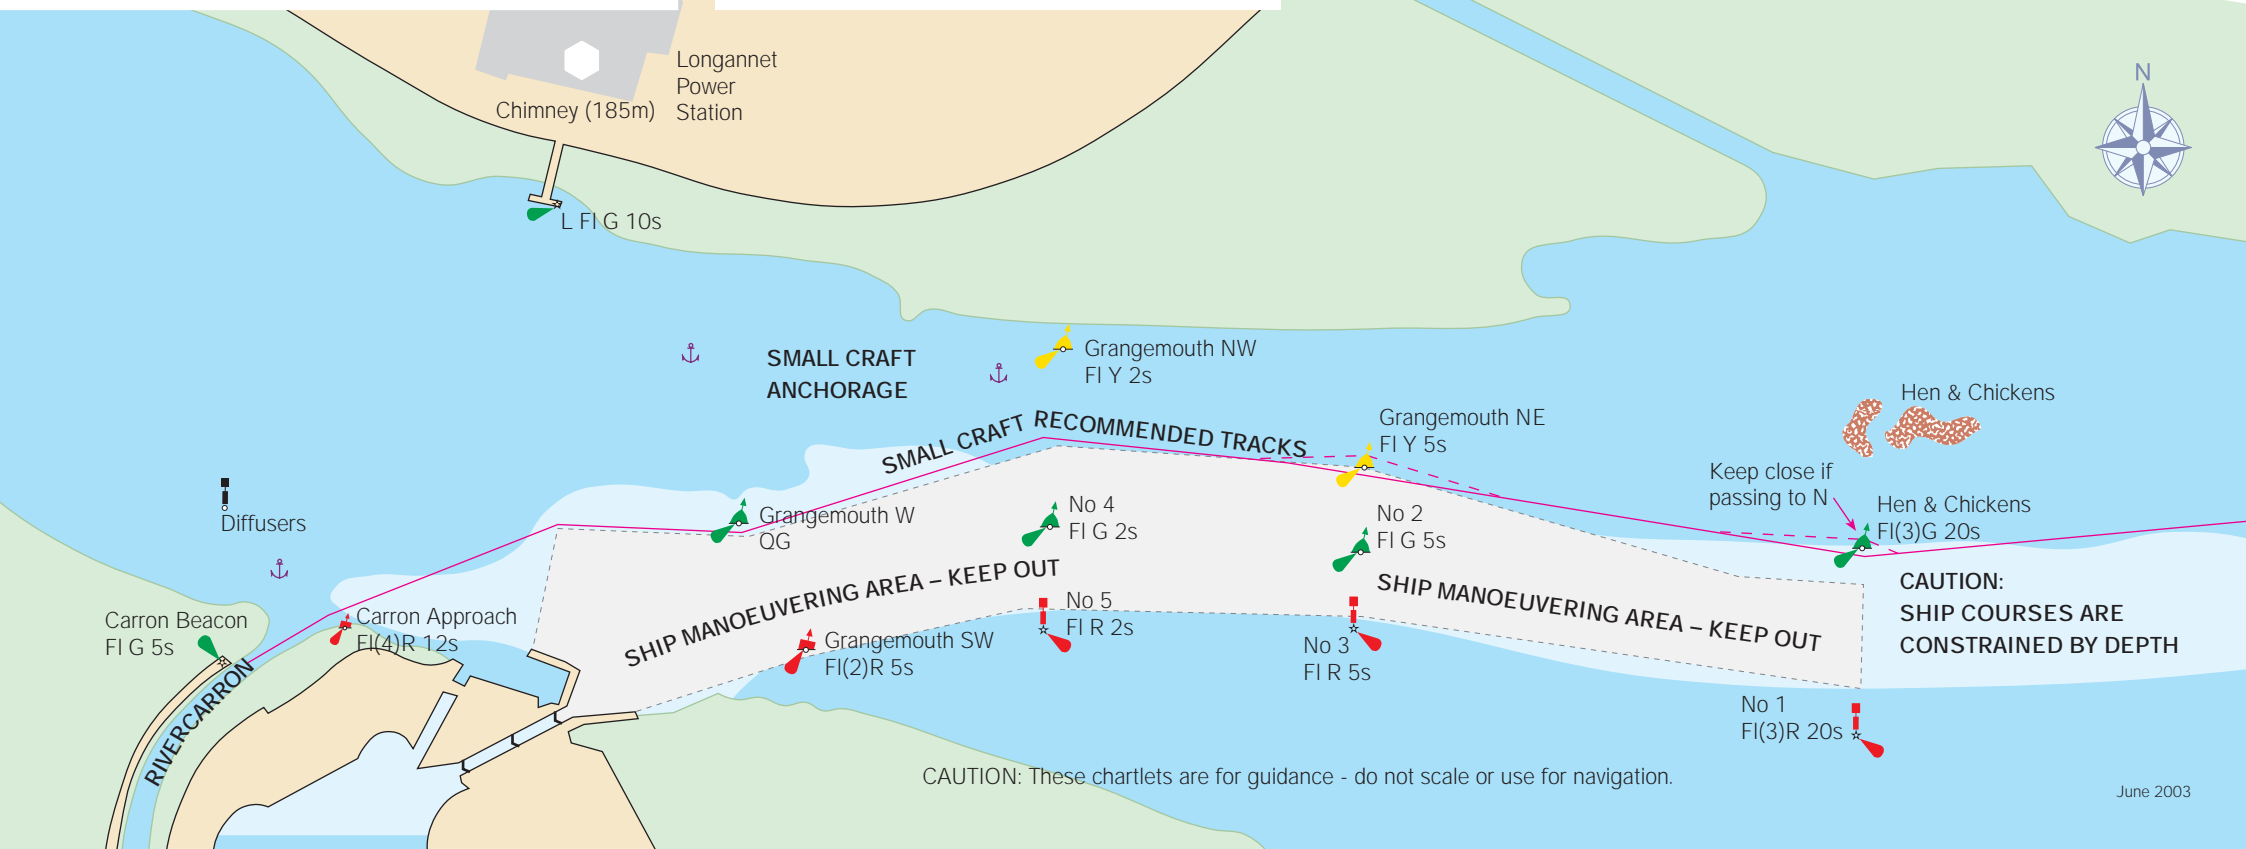 Longannet
Power
Station
Chimney (185m)
N
L Fl G 10s
Grangemouth NW
Fl Y 2s
SMALL CRAFT
ANCHORAGE
Hen & Chickens
SMALL CRAFT RECOMMENDED TRACKS
Grangemouth NE
Fl Y 5s
Keep close if
passing to N
Hen & Chickens
Fl(3)G 20s
Diffusers
Grangemouth W
QG
No 4
Fl G 2s
No 2
Fl G 5s
SHIP MANOEUVERING AREA – KEEP OUT
SHIP MANOEUVERING AREA – KEEP OUT
CAUTION:
SHIP COURSES ARE
CONSTRAINED BY DEPTH
Carron Beacon
Fl G 5s
Carron Approach
Fl(4)R 12s
No 5
Fl R 2s
Grangemouth SW
Fl(2)R 5s
No 3
Fl R 5s
RIVERCARRON
No 1
Fl(3)R 20s
CAUTION: These chartlets are for guidance - do not scale or use for navigation.
June 2003